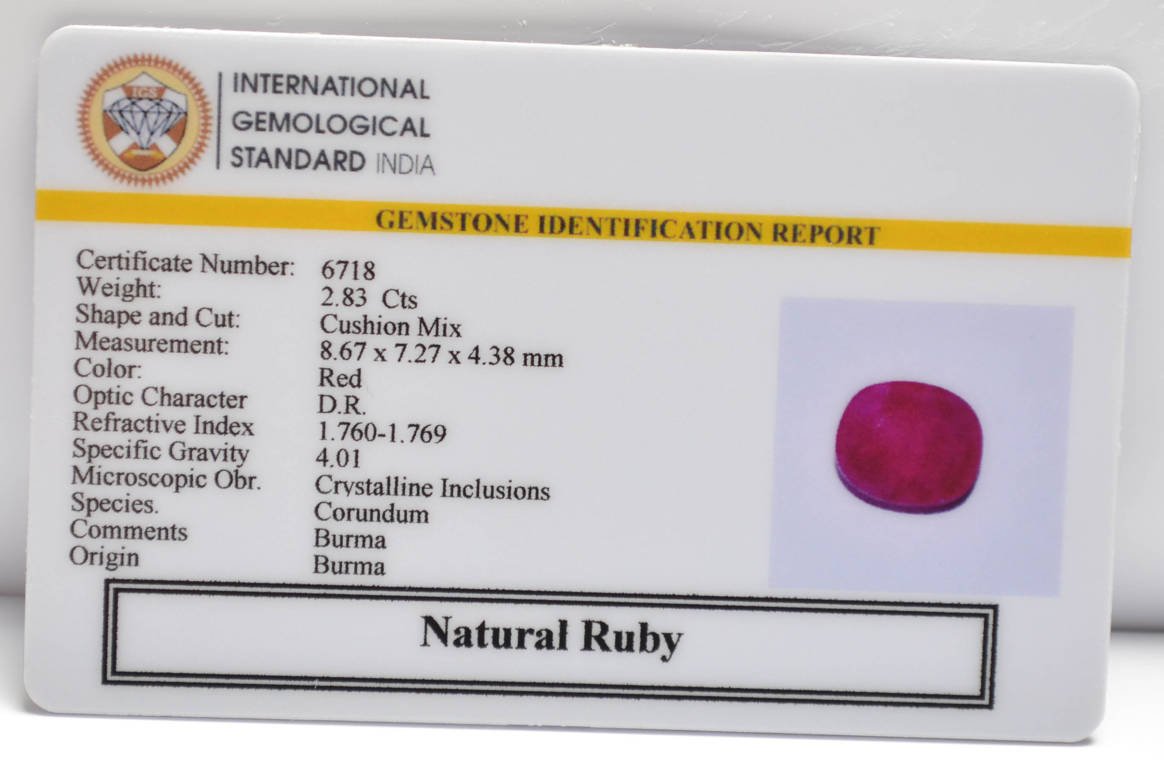 IGS
INTERNATIONAL
GEMOLOGICAL
STANDARD INDIA
GEMSTONE IDENTIFICATION REPORT
Certificate Number: 6718
Weight: 2.83 Cts
Shape and Cut: Cushion Mix
Measurement: 8.67 x 7.27 x 4.38 mm
Color: Red
Optic Character D.R.
Refractive Index 1.760-1.769
Specific Gravity 4.01
Microscopic Obr. Crystalline Inclusions
Species. Corundum
Comments Burma
Origin Burma
Natural Ruby